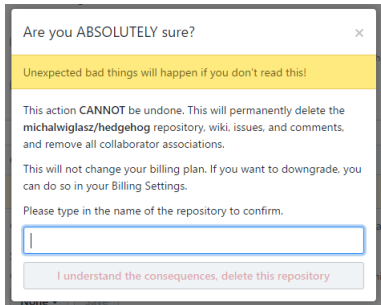 Are you ABSOLUTELY sure?
Unexpected bad things will happen if you don't read this!
This action CANNOT be undone. This will permanently delete the
michalwiglasz/hedgehog repository, wiki, issues, and comments,
and remove all collaborator associations.
This will not change your billing plan. If you want to downgrade, you
can do so in your Billing Settings.
Please type in the name of the repository to confirm.
I understand the consequences, delete this repository